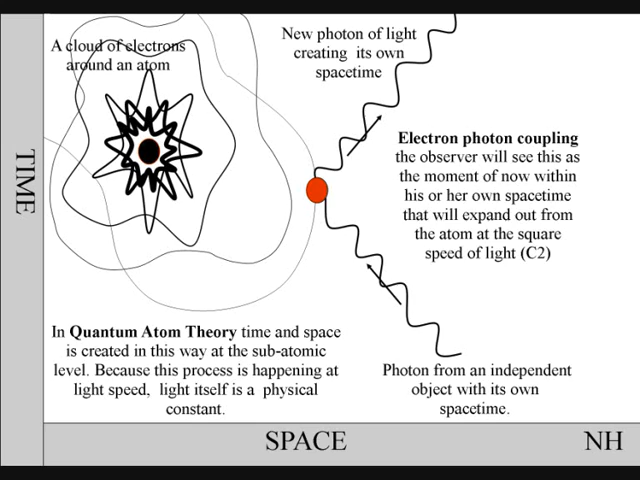 A cloud of electrons
around an atom
New photon of light
creating its own
spacetime
Electron photon coupling
the observer will see this as
the moment of now within
his or her own spacetime
that will expand out from
the atom at the square
speed of light (C2)
TIME
In Quantum Atom Theory time and space
is created in this way at the sub-atomic
level. Because this process is happening at
light speed, light itself is a physical
constant.
Photon from an independent
object with its own
spacetime.
SPACE
NH